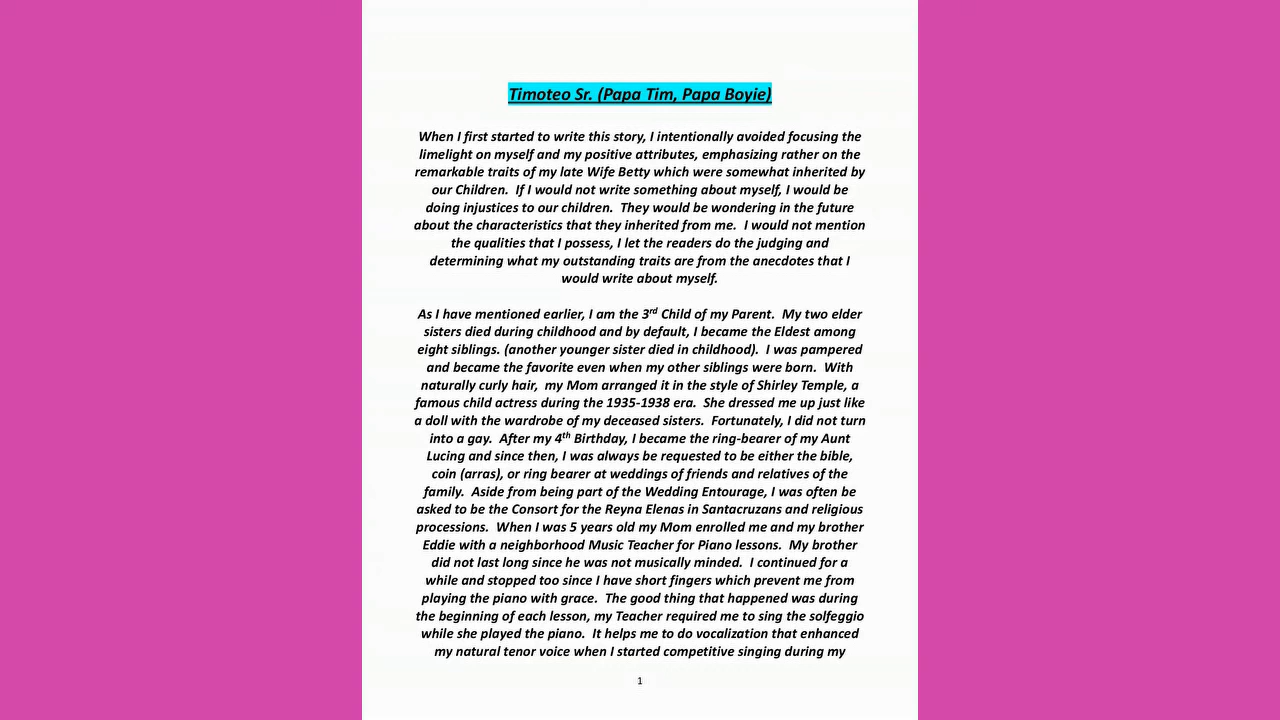 Timoteo Sr. (Papa Tim, Papa Boyie)
When I first started to write this story, I intentionally avoided focusing the
limelight on myself and my positive attributes, emphasizing rather on the
remarkable traits of my late Wife Betty which were somewhat inherited by
our Children.  If I would not write something about myself, I would be
doing injustices to our children.  They would be wondering in the future
about the characteristics that they inherited from me.  I would not mention
the qualities that I possess, I let the readers do the judging and
determining what my outstanding traits are from the anecdotes that I
would write about myself.
As I have mentioned earlier, I am the 3rd Child of my Parent.  My two elder
sisters died during childhood and by default, I became the Eldest among
eight siblings. (another younger sister died in childhood).  I was pampered
and became the favorite even when my other siblings were born.  With
naturally curly hair,  my Mom arranged it in the style of Shirley Temple, a
famous child actress during the 1935-1938 era.  She dressed me up just like
a doll with the wardrobe of my deceased sisters.  Fortunately, I did not turn
into a gay.  After my 4th Birthday, I became the ring-bearer of my Aunt
Lucing and since then, I was always be requested to be either the bible,
coin (arras), or ring bearer at weddings of friends and relatives of the
family.  Aside from being part of the Wedding Entourage, I was often be
asked to be the Consort for the Reyna Elenas in Santacruzans and religious
processions.  When I was 5 years old my Mom enrolled me and my brother
Eddie with a neighborhood Music Teacher for Piano lessons.  My brother
did not last long since he was not musically minded.  I continued for a
while and stopped too since I have short fingers which prevent me from
playing the piano with grace.  The good thing that happened was during
the beginning of each lesson, my Teacher required me to sing the solfeggio
while she played the piano.  It helps me to do vocalization that enhanced
my natural tenor voice when I started competitive singing during my
1